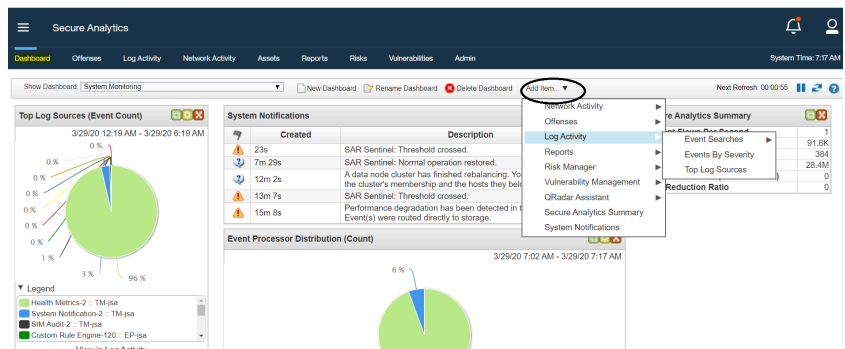 Secure Analytics
Dashboard Offenses Log Activity Network Activity Assets Reports Risks Vulnerabilities Admin System Time: 7:17 AM
Show Dashboard: System Monitoring New Dashboard Rename Dashboard Delete Dashboard Add Item... Next Refresh: 00:00:55
Top Log Sources (Event Count)
3/29/20 12:19 AM - 3/29/20 6:19 AM
0 %
0 %
0 %
0 %
0 %
0 %
0 %
1 %
3 %
96 %
Legend
Health Metrics-2 :: TM-jsa
System Notification-2 :: TM-jsa
SIM Audit-2 :: TM-jsa
Custom Rule Engine-120 :: EP-jsa
System Notifications
Created Description
23s SAR Sentinel: Threshold crossed.
7m 29s SAR Sentinel: Normal operation restored.
12m 2s A data node cluster has finished rebalancing. Yo
the cluster's membership and the hosts they belo
13m 7s SAR Sentinel: Threshold crossed.
15m 8s Performance degradation has been detected in t
Event(s) were routed directly to storage.
Event Processor Distribution (Count)
3/29/20 7:02 AM - 3/29/20 7:17 AM
6 %
Network Activity
Offenses
Log Activity
Reports
Risk Manager
Vulnerability Management
QRadar Assistant
Secure Analytics Summary
System Notifications
Event Searches
Events By Severity
Top Log Sources
re Analytics Summary
1
91.6K
384
28.4M
0
Reduction Ratio 0